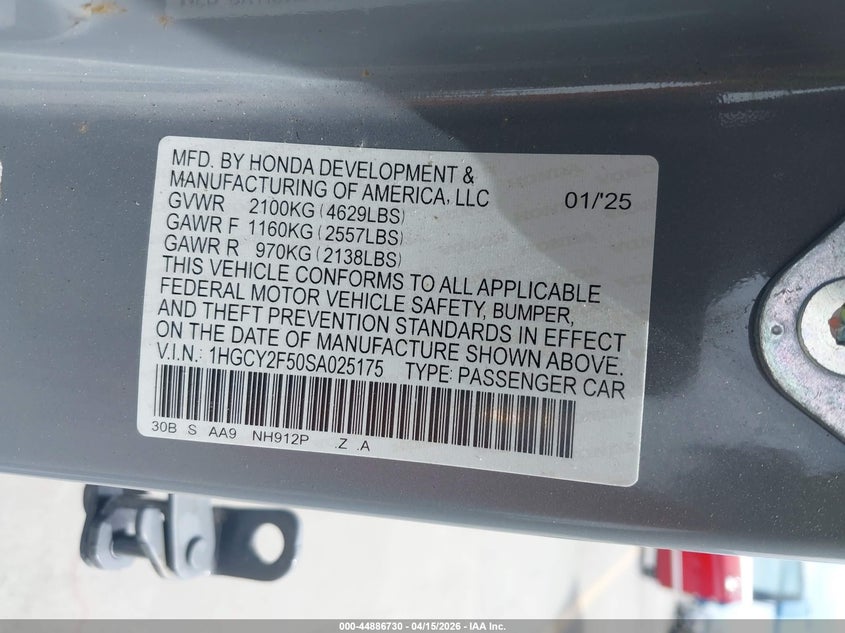 MFD. BY HONDA DEVELOPMENT &
MANUFACTURING OF AMERICA, LLC 01/'25
GVWR 2100KG (4629LBS)
GAWR F 1160KG (2557LBS)
GAWR R 970KG (2138LBS)
THIS VEHICLE CONFORMS TO ALL APPLICABLE
FEDERAL MOTOR VEHICLE SAFETY, BUMPER,
AND THEFT PREVENTION STANDARDS IN EFFECT
ON THE DATE OF MANUFACTURE SHOWN ABOVE.
V.I.N.: 1HGCY2F50SA025175 TYPE: PASSENGER CAR
30B S AA9 NH912P .Z .A
000-44886730 - 04/15/2026 - IAA Inc.